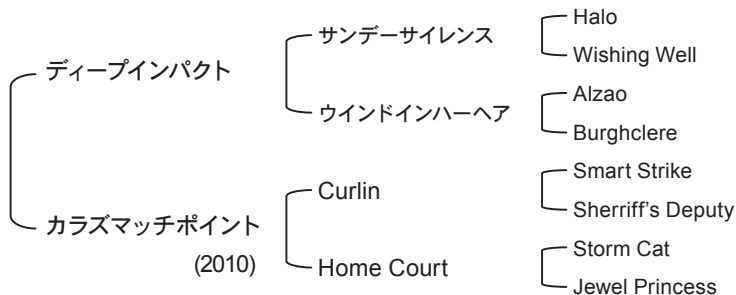 ディープインパクト
サンデーサイレンス
Halo
Wishing Well
ウインドインハーヘア
Alzao
Burghclere
カラズマッチポイント
(2010)
Curlin
Smart Strike
Sherriff's Deputy
Home Court
Storm Cat
Jewel Princess